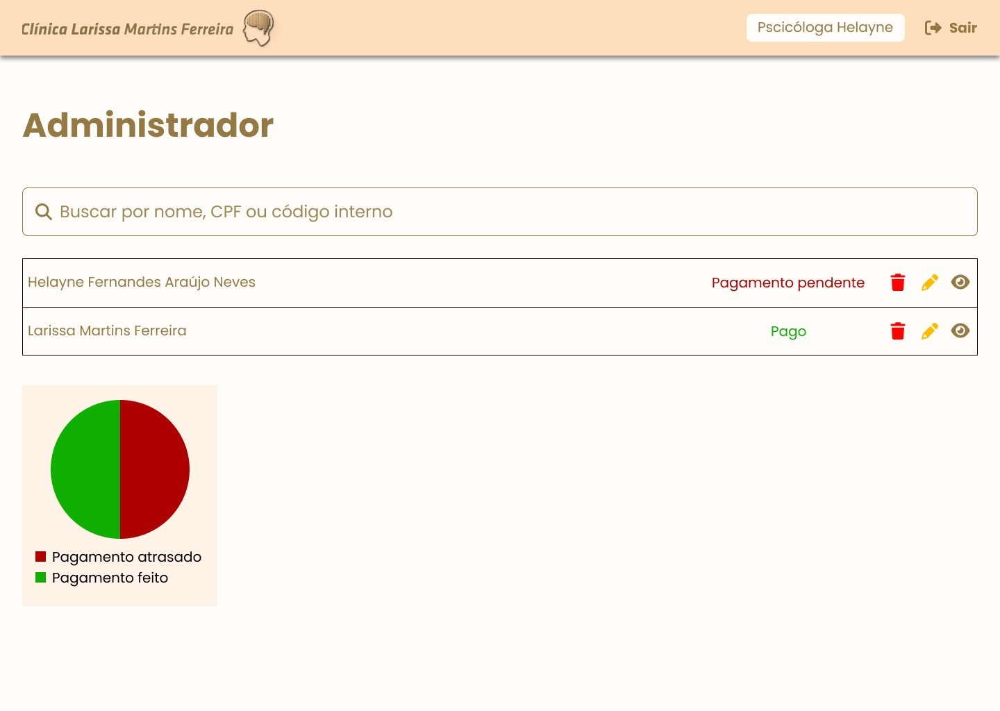 Clínica Larissa Martins Ferreira
Pscicóloga Helayne
Sair
Administrador
Buscar por nome, CPF ou código interno
Helayne Fernandes Araújo Neves
Pagamento pendente
Larissa Martins Ferreira
Pago
Pagamento atrasado
Pagamento feito